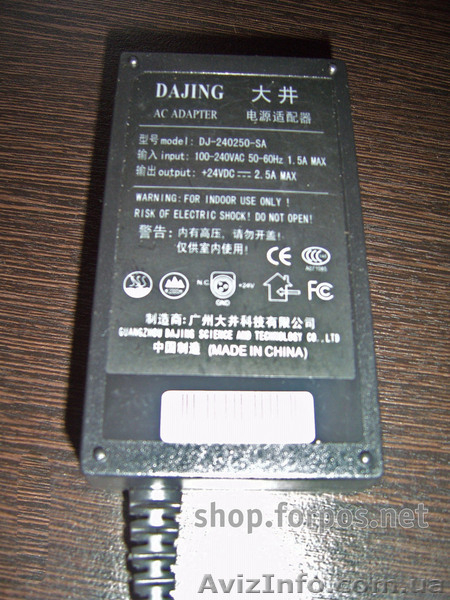 DAJING 大井
AC ADAPTER 电源适配器
型号 model: DJ-240250-SA
输入 input: 100-240VAC 50-60Hz 1.5A MAX
输出 output: +24VDC ⎓ 2.5A MAX
WARNING: FOR INDOOR USE ONLY !
RISK OF ELECTRIC SHOCK! DO NOT OPEN!
警告: 内有高压, 请勿开盖!
仅供室内使用!
CE CCC
N.C. +24V FC
GND
制造商: 广州大井科技有限公司
GUANGZHOU DAJING SCIENCE AND TECHNOLOGY CO.,LTD
中国制造 (MADE IN CHINA)
shop.forpos.net
AvizInfo.com.ua